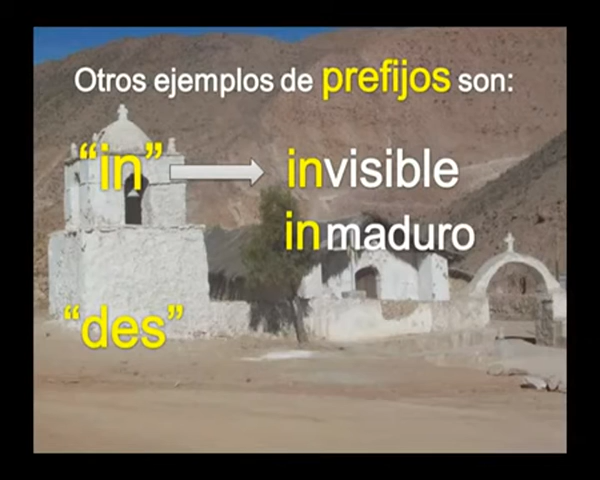 Otros ejemplos de prefijos son:
“in” invisible
inmaduro
“des”